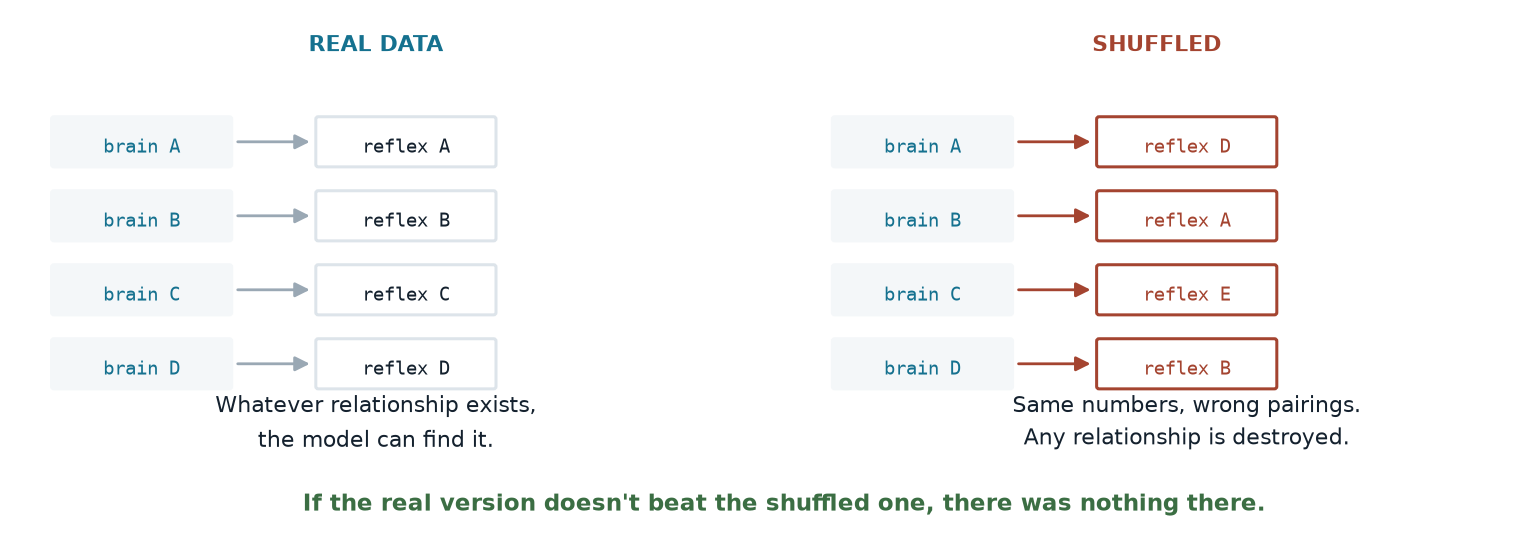 REAL DATA
brain A
reflex A
brain B
reflex B
brain C
reflex C
brain D
reflex D
Whatever relationship exists,
the model can find it.
SHUFFLED
brain A
reflex D
brain B
reflex A
brain C
reflex E
brain D
reflex B
Same numbers, wrong pairings.
Any relationship is destroyed.
If the real version doesn't beat the shuffled one, there was nothing there.